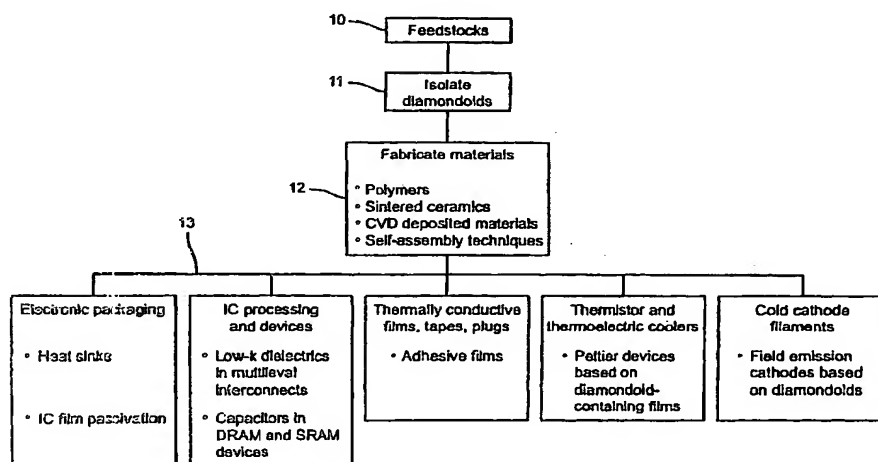 10
Feedstocks
11
Isolate
diamondoids
Fabricate materials
12
° Polymers
° Sintered ceramics
° CVD deposited materials
° Self-assembly techniques
13
Electronic packaging
° Heat sinks
° IC film passivation
IC processing
and devices
° Low-k dielectrics
in multilevel
interconnects
° Capacitors in
DRAM and SRAM
devices
Thermally conductive
films, tapes, plugs
° Adhesive films
Thermistor and
thermoelectric coolers
° Peltier devices
based on
diamondoid-
containing films
Cold cathode
filaments
° Field emission
cathodes based
on diamondoids